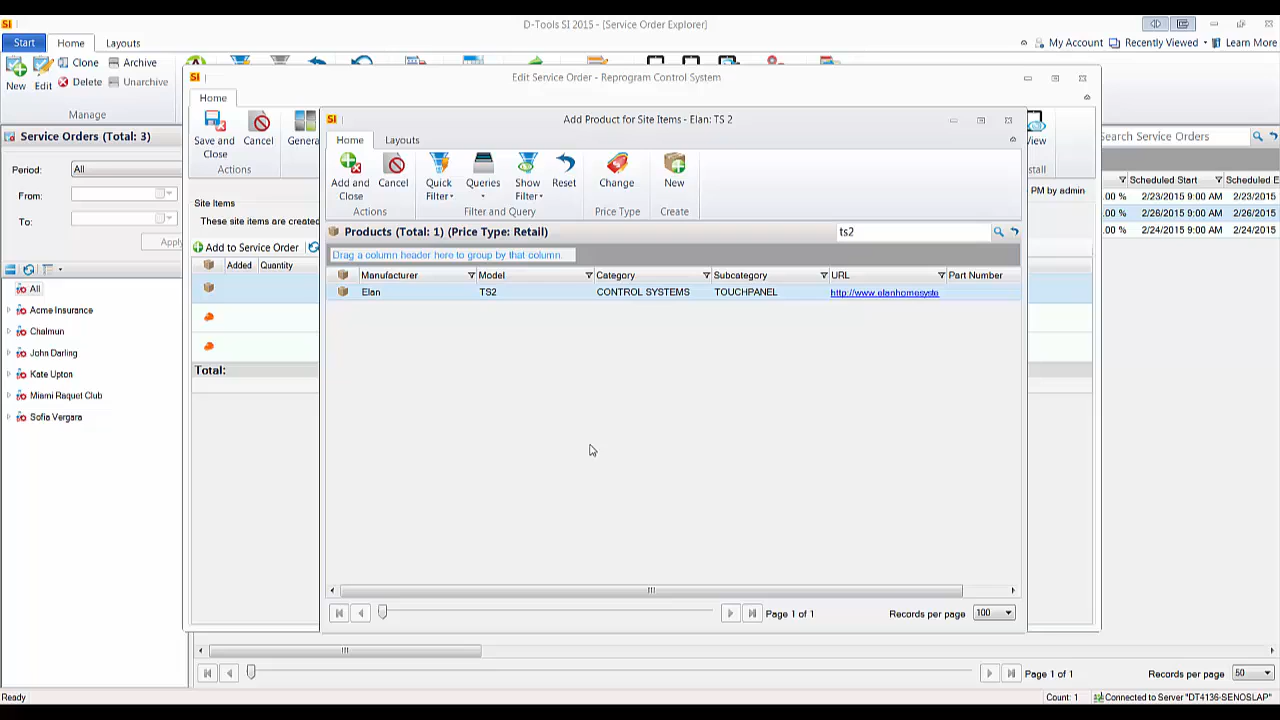 SI
D-Tools SI 2015 - [Service Order Explorer]
Start
Home
Layouts
My Account
Recently Viewed
Learn More
New
Edit
Clone
Delete
Archive
Unarchive
Manage
SI
Edit Service Order - Reprogram Control System
Home
Save and Close
Cancel
Genera
Actions
View
stall
PM by admin
Service Orders (Total: 3)
Period:
All
From:
To:
Apply
All
Acme Insurance
Chalmun
John Darling
Kate Upton
Miami Raquet Club
Sofia Vergara
Site Items
These site items are created
Add to Service Order
Added
Quantity
Total:
SI
Add Product for Site Items - Elan: TS 2
Home
Layouts
Add and Close
Cancel
Quick Filter
Queries
Show Filter
Reset
Change
New
Actions
Filter and Query
Price Type
Create
Products (Total: 1) (Price Type: Retail)
ts2
Drag a column header here to group by that column.
Manufacturer
Model
Category
Subcategory
URL
Part Number
Elan
TS2
CONTROL SYSTEMS
TOUCHPANEL
http://www.elanhomesyste
Page 1 of 1
Records per page
100
Search Service Orders
Scheduled Start
Scheduled E
.00 %
2/23/2015 9:00 AM
2/23/2015
.00 %
2/26/2015 9:00 AM
2/26/2015
.00 %
2/24/2015 9:00 AM
2/24/2015
Page 1 of 1
Records per page
50
Ready
Count: 1
Connected to Server "DT4136-SENOSLAP"